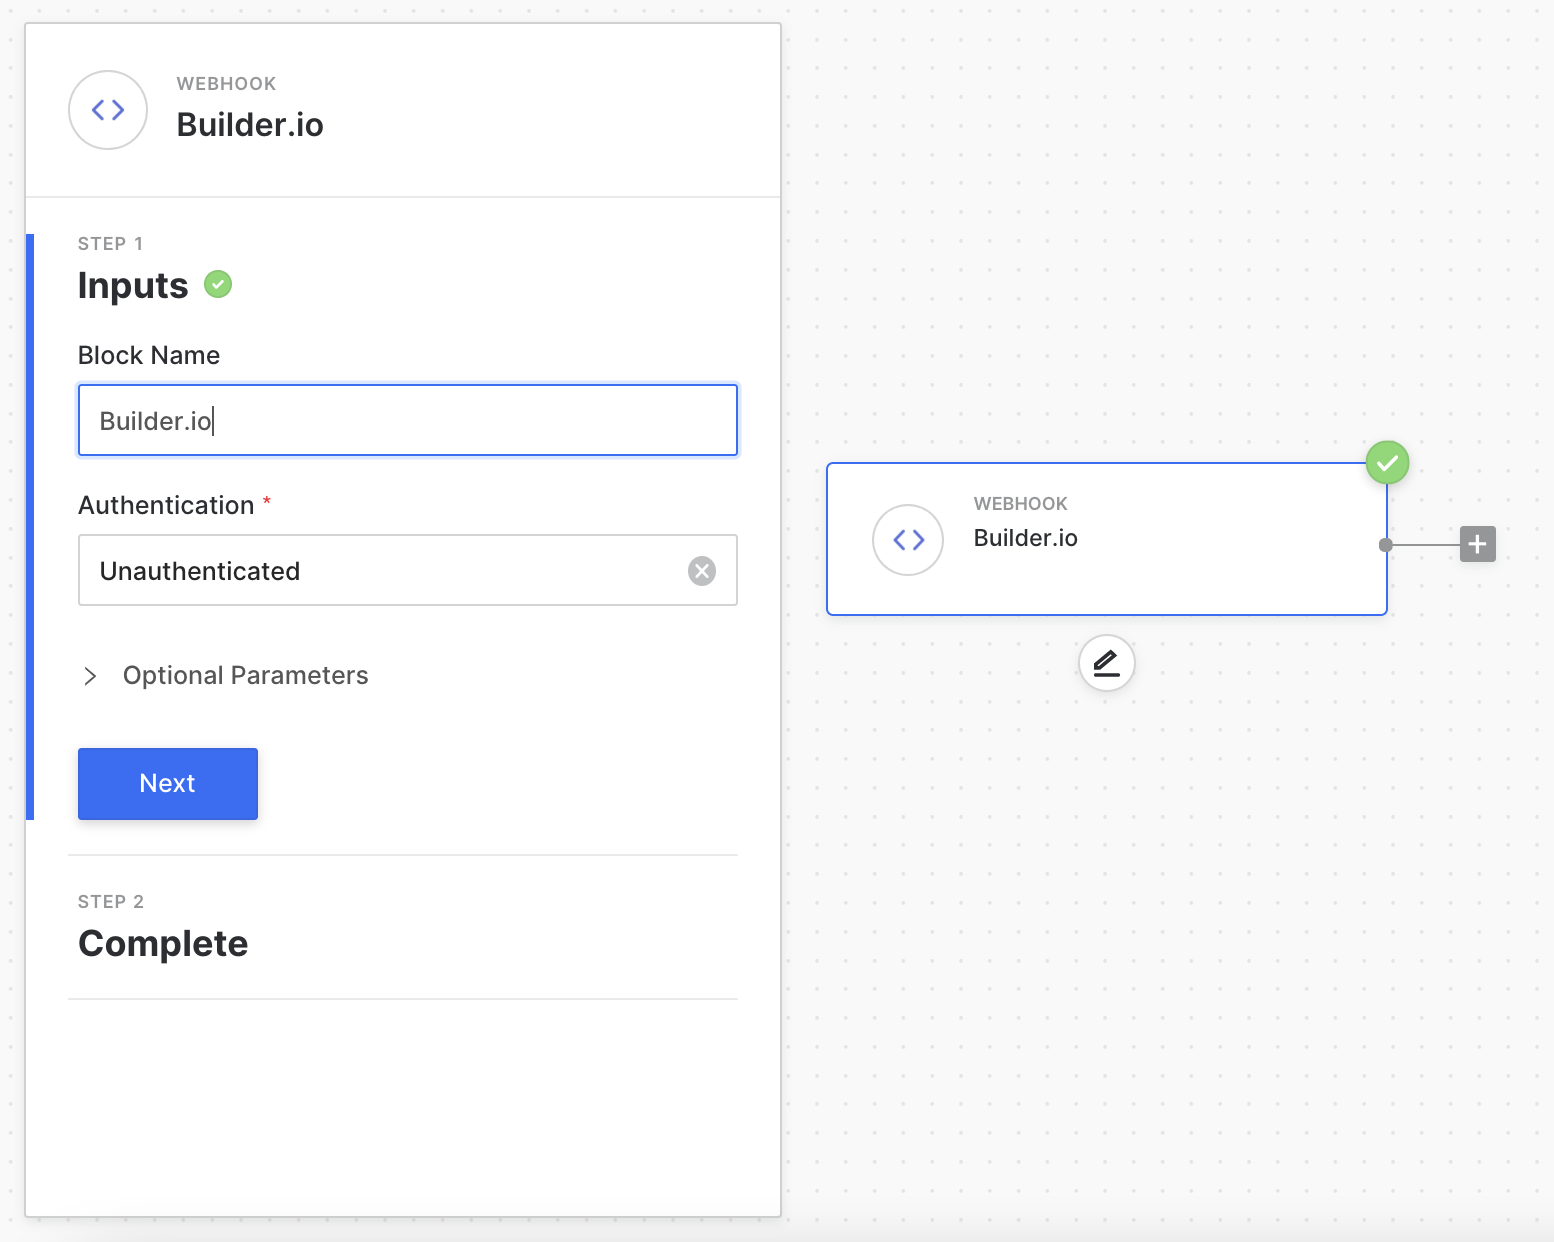 WEBHOOK
Builder.io
STEP 1
Inputs
Block Name
Builder.io
Authentication *
Unauthenticated
Optional Parameters
Next
STEP 2
Complete
WEBHOOK
Builder.io